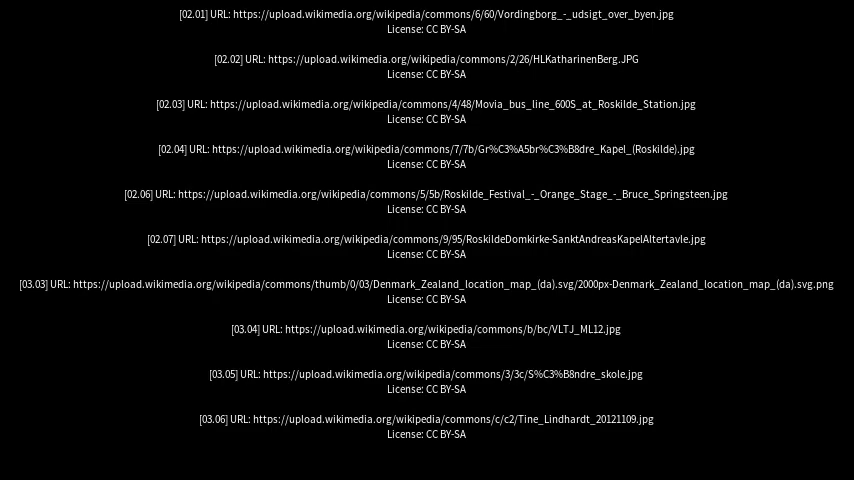 [02.01] URL: https://upload.wikimedia.org/wikipedia/commons/6/60/Vordingborg_-_udsigt_over_byen.jpg
License: CC BY-SA
[02.02] URL: https://upload.wikimedia.org/wikipedia/commons/2/26/HLKatharinenBerg.JPG
License: CC BY-SA
[02.03] URL: https://upload.wikimedia.org/wikipedia/commons/4/48/Movia_bus_line_600S_at_Roskilde_Station.jpg
License: CC BY-SA
[02.04] URL: https://upload.wikimedia.org/wikipedia/commons/7/7b/Gr%C3%A5br%C3%B8dre_Kapel_(Roskilde).jpg
License: CC BY-SA
[02.06] URL: https://upload.wikimedia.org/wikipedia/commons/5/5b/Roskilde_Festival_-_Orange_Stage_-_Bruce_Springsteen.jpg
License: CC BY-SA
[02.07] URL: https://upload.wikimedia.org/wikipedia/commons/9/95/RoskildeDomkirke-SanktAndreasKapelAltertavle.jpg
License: CC BY-SA
[03.03] URL: https://upload.wikimedia.org/wikipedia/commons/thumb/0/03/Denmark_Zealand_location_map_(da).svg/2000px-Denmark_Zealand_location_map_(da).svg.png
License: CC BY-SA
[03.04] URL: https://upload.wikimedia.org/wikipedia/commons/b/bc/VLTJ_ML12.jpg
License: CC BY-SA
[03.05] URL: https://upload.wikimedia.org/wikipedia/commons/3/3c/S%C3%B8ndre_skole.jpg
License: CC BY-SA
[03.06] URL: https://upload.wikimedia.org/wikipedia/commons/c/c2/Tine_Lindhardt_20121109.jpg
License: CC BY-SA